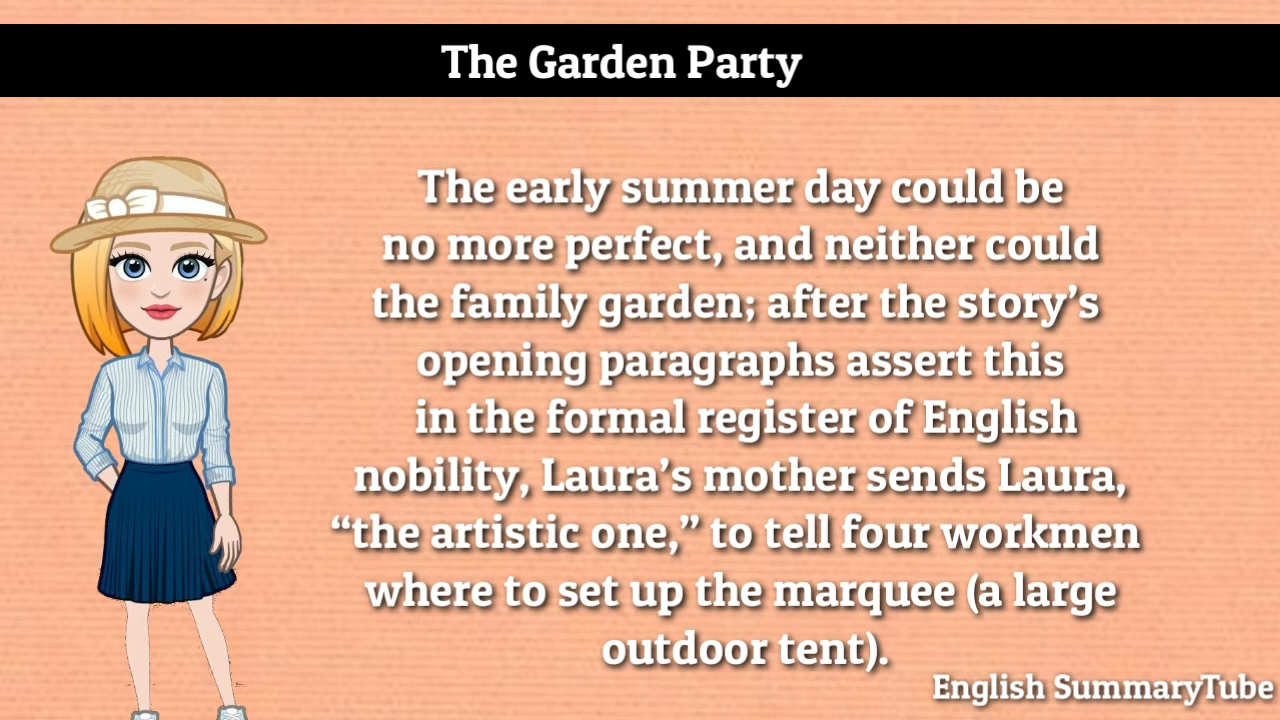 The Garden Party
The early summer day could be
no more perfect, and neither could
the family garden; after the story’s
opening paragraphs assert this
in the formal register of English
nobility, Laura’s mother sends Laura,
“the artistic one,” to tell four workmen
where to set up the marquee (a large
outdoor tent).
English SummaryTube